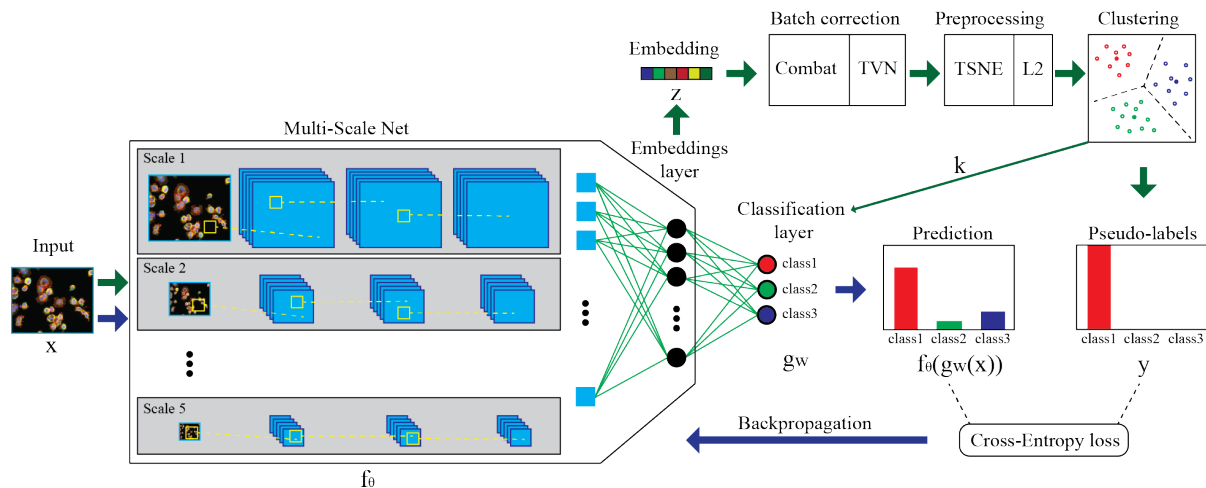 Batch correction
Preprocessing
Clustering
Embedding
Combat
TVN
TSNE
L2
z
Multi-Scale Net
Embeddings
layer
k
Scale 1
Classification
layer
Input
Prediction
Pseudo-labels
Scale 2
class1
class2
class3
x
class1 class2 class3
class1 class2 class3
gw
fθ(gw(x))
y
Scale 5
Backpropagation
Cross-Entropy loss
fθ